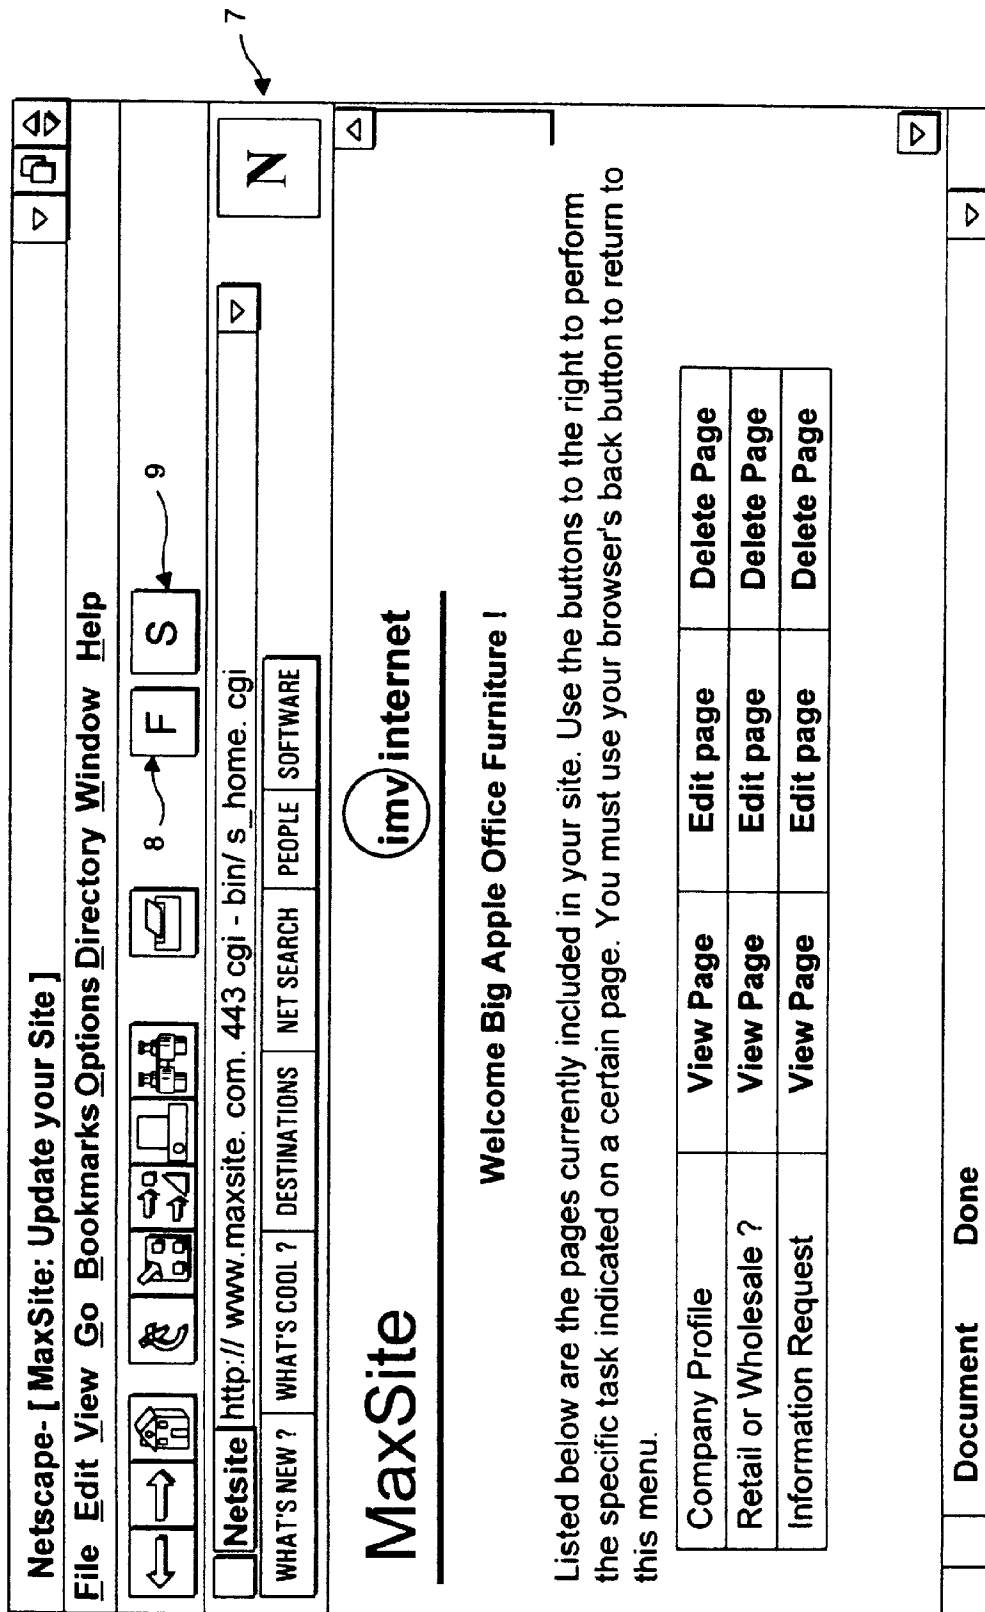 7
Netscape- [ MaxSite: Update your Site ]
File Edit View Go Bookmarks Options Directory Window Help
8 F S 9
Netsite http:// www.maxsite. com. 443 cgi - bin/ s_home. cgi
N
WHAT'S NEW ? WHAT'S COOL ? DESTINATIONS NET SEARCH PEOPLE SOFTWARE
MaxSite imv internet
Welcome Big Apple Office Furniture !
Listed below are the pages currently included in your site. Use the buttons to the right to perform
the specific task indicated on a certain page. You must use your browser's back button to return to
this menu.
Company Profile View Page Edit page Delete Page
Retail or Wholesale ? View Page Edit page Delete Page
Information Request View Page Edit page Delete Page
Document Done